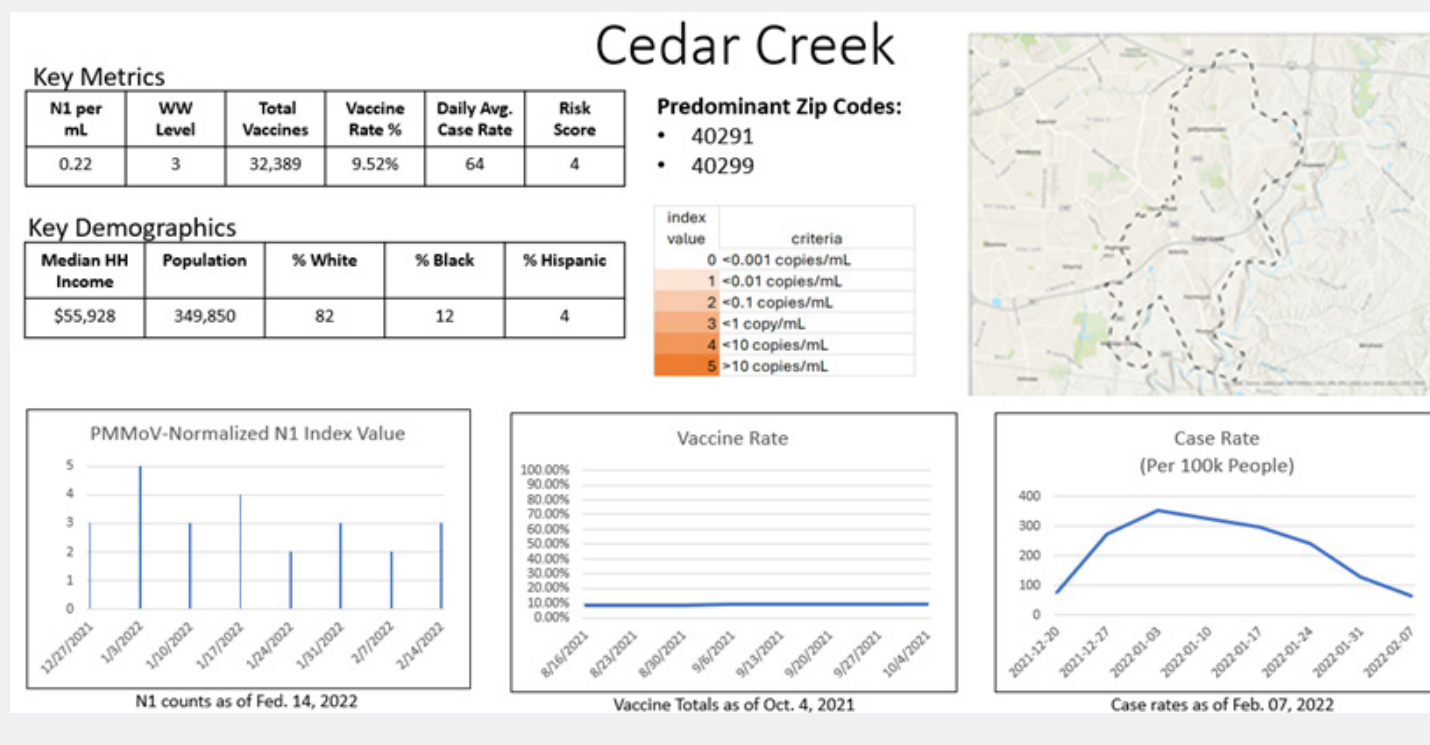 Cedar Creek
Key Metrics
N1 per mL WW Level Total Vaccines Vaccine Rate % Daily Avg. Case Rate Risk Score
0.22 3 32,389 9.52% 64 4
Predominant Zip Codes:
• 40291
• 40299
Key Demographics
Median HH Income Population % White % Black % Hispanic
$55,928 349,850 82 12 4
index value criteria
0 <0.001 copies/mL
1 <0.01 copies/mL
2 <0.1 copies/mL
3 <1 copy/mL
4 <10 copies/mL
5 >10 copies/mL
Jeffersontown
Fern Creek
Cedar Creek
PMMoV-Normalized N1 Index Value
5
4
3
2
1
0
12/27/2021 1/3/2022 1/10/2022 1/17/2022 1/24/2022 1/31/2022 2/7/2022 2/14/2022
N1 counts as of Fed. 14, 2022
Vaccine Rate
100.00%
90.00%
80.00%
70.00%
60.00%
50.00%
40.00%
30.00%
20.00%
10.00%
0.00%
8/16/2021 8/23/2021 8/30/2021 9/6/2021 9/13/2021 9/20/2021 9/27/2021 10/4/2021
Vaccine Totals as of Oct. 4, 2021
Case Rate
(Per 100k People)
400
300
200
100
0
2021-12-20 2021-12-27 2022-01-03 2022-01-10 2022-01-17 2022-01-24 2022-01-31 2022-02-07
Case rates as of Feb. 07, 2022